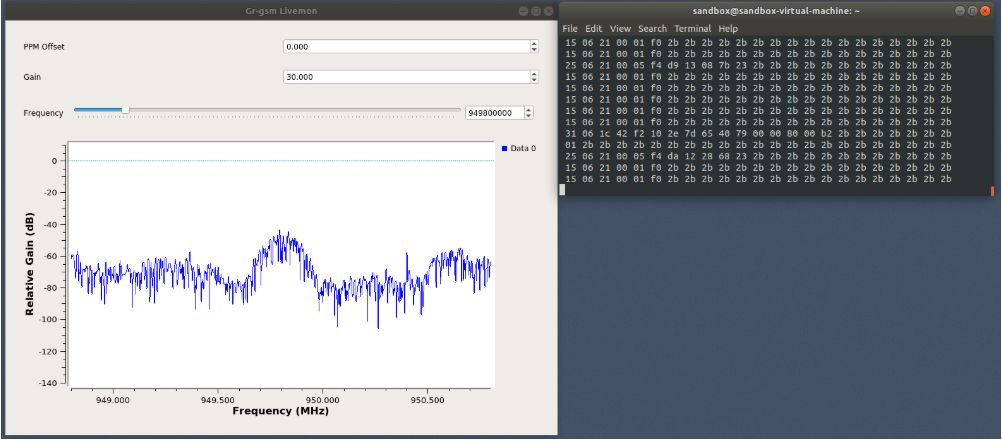 Gr-gsm Livemon
PPM Offset
0.000
Gain
30.000
Frequency
949800000
Data 0
0
-20
-40
-60
-80
-100
-120
-140
Relative Gain (dB)
949.000 949.500 950.000 950.500
Frequency (MHz)
sandbox@sandbox-virtual-machine: ~
File Edit View Search Terminal Help
15 06 21 00 01 f0 2b 2b 2b 2b 2b 2b 2b 2b 2b 2b 2b 2b 2b 2b 2b 2b 2b
15 06 21 00 01 f0 2b 2b 2b 2b 2b 2b 2b 2b 2b 2b 2b 2b 2b 2b 2b 2b 2b
25 06 21 00 05 f4 d9 13 08 7b 23 2b 2b 2b 2b 2b 2b 2b 2b 2b 2b 2b 2b
15 06 21 00 01 f0 2b 2b 2b 2b 2b 2b 2b 2b 2b 2b 2b 2b 2b 2b 2b 2b 2b
15 06 21 00 01 f0 2b 2b 2b 2b 2b 2b 2b 2b 2b 2b 2b 2b 2b 2b 2b 2b 2b
15 06 21 00 01 f0 2b 2b 2b 2b 2b 2b 2b 2b 2b 2b 2b 2b 2b 2b 2b 2b 2b
15 06 21 00 01 f0 2b 2b 2b 2b 2b 2b 2b 2b 2b 2b 2b 2b 2b 2b 2b 2b 2b
15 06 21 00 01 f0 2b 2b 2b 2b 2b 2b 2b 2b 2b 2b 2b 2b 2b 2b 2b 2b 2b
31 06 1c 42 f2 10 2e 7d 65 40 79 00 00 80 00 b2 2b 2b 2b 2b 2b 2b 2b
01 2b 2b 2b 2b 2b 2b 2b 2b 2b 2b 2b 2b 2b 2b 2b 2b 2b 2b 2b 2b 2b 2b
25 06 21 00 05 f4 da 12 28 68 23 2b 2b 2b 2b 2b 2b 2b 2b 2b 2b 2b 2b
15 06 21 00 01 f0 2b 2b 2b 2b 2b 2b 2b 2b 2b 2b 2b 2b 2b 2b 2b 2b 2b
15 06 21 00 01 f0 2b 2b 2b 2b 2b 2b 2b 2b 2b 2b 2b 2b 2b 2b 2b 2b 2b